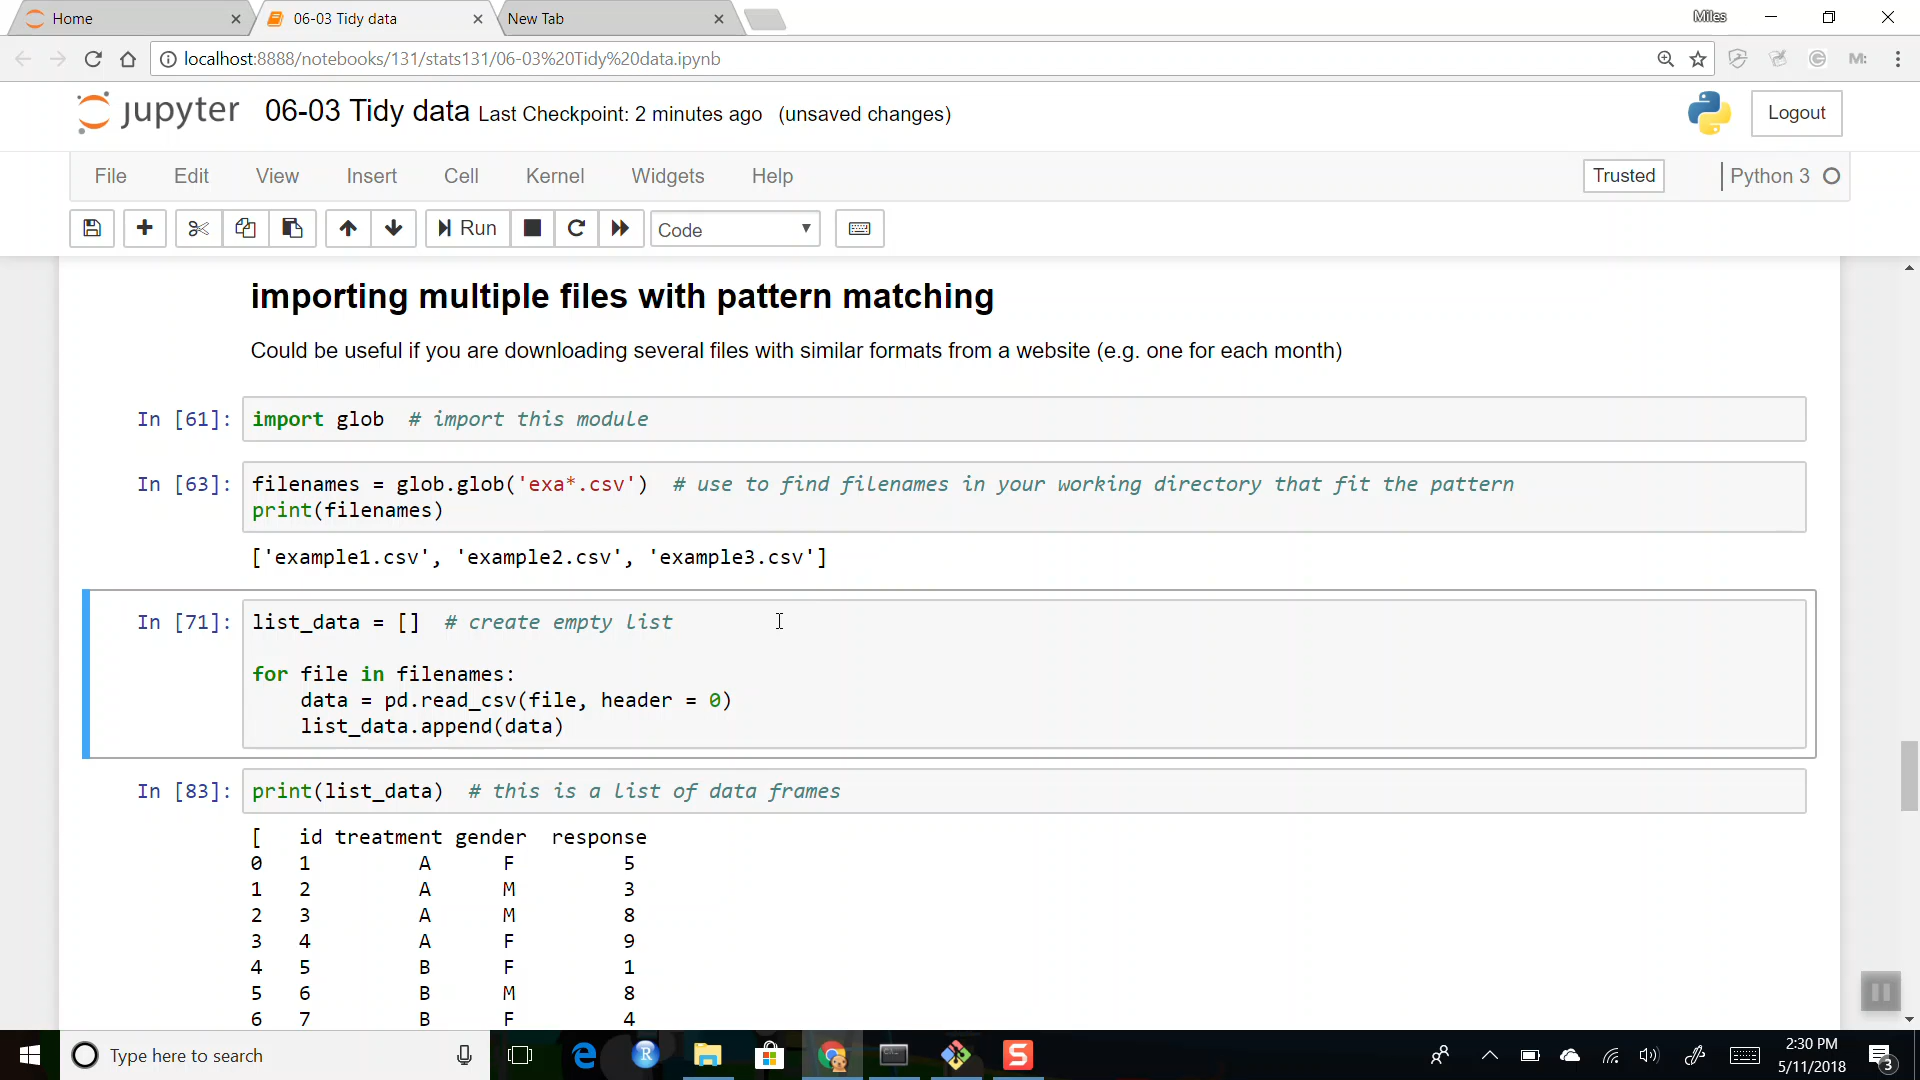 Home
06-03 Tidy data
New Tab
Miles
localhost:8888/notebooks/131/stats131/06-03%20Tidy%20data.ipynb
jupyter 06-03 Tidy data Last Checkpoint: 2 minutes ago (unsaved changes)
Logout
File Edit View Insert Cell Kernel Widgets Help
Trusted
Python 3
Run
Code
importing multiple files with pattern matching
Could be useful if you are downloading several files with similar formats from a website (e.g. one for each month)
In [61]: import glob # import this module
In [63]: filenames = glob.glob('exa*.csv') # use to find filenames in your working directory that fit the pattern
print(filenames)
['example1.csv', 'example2.csv', 'example3.csv']
In [71]: list_data = [] # create empty list
for file in filenames:
data = pd.read_csv(file, header = 0)
list_data.append(data)
In [83]: print(list_data) # this is a list of data frames
[ id treatment gender response
0 1 A F 5
1 2 A M 3
2 3 A M 8
3 4 A F 9
4 5 B F 1
5 6 B M 8
6 7 B F 4
Type here to search
2:30 PM
5/11/2018
3